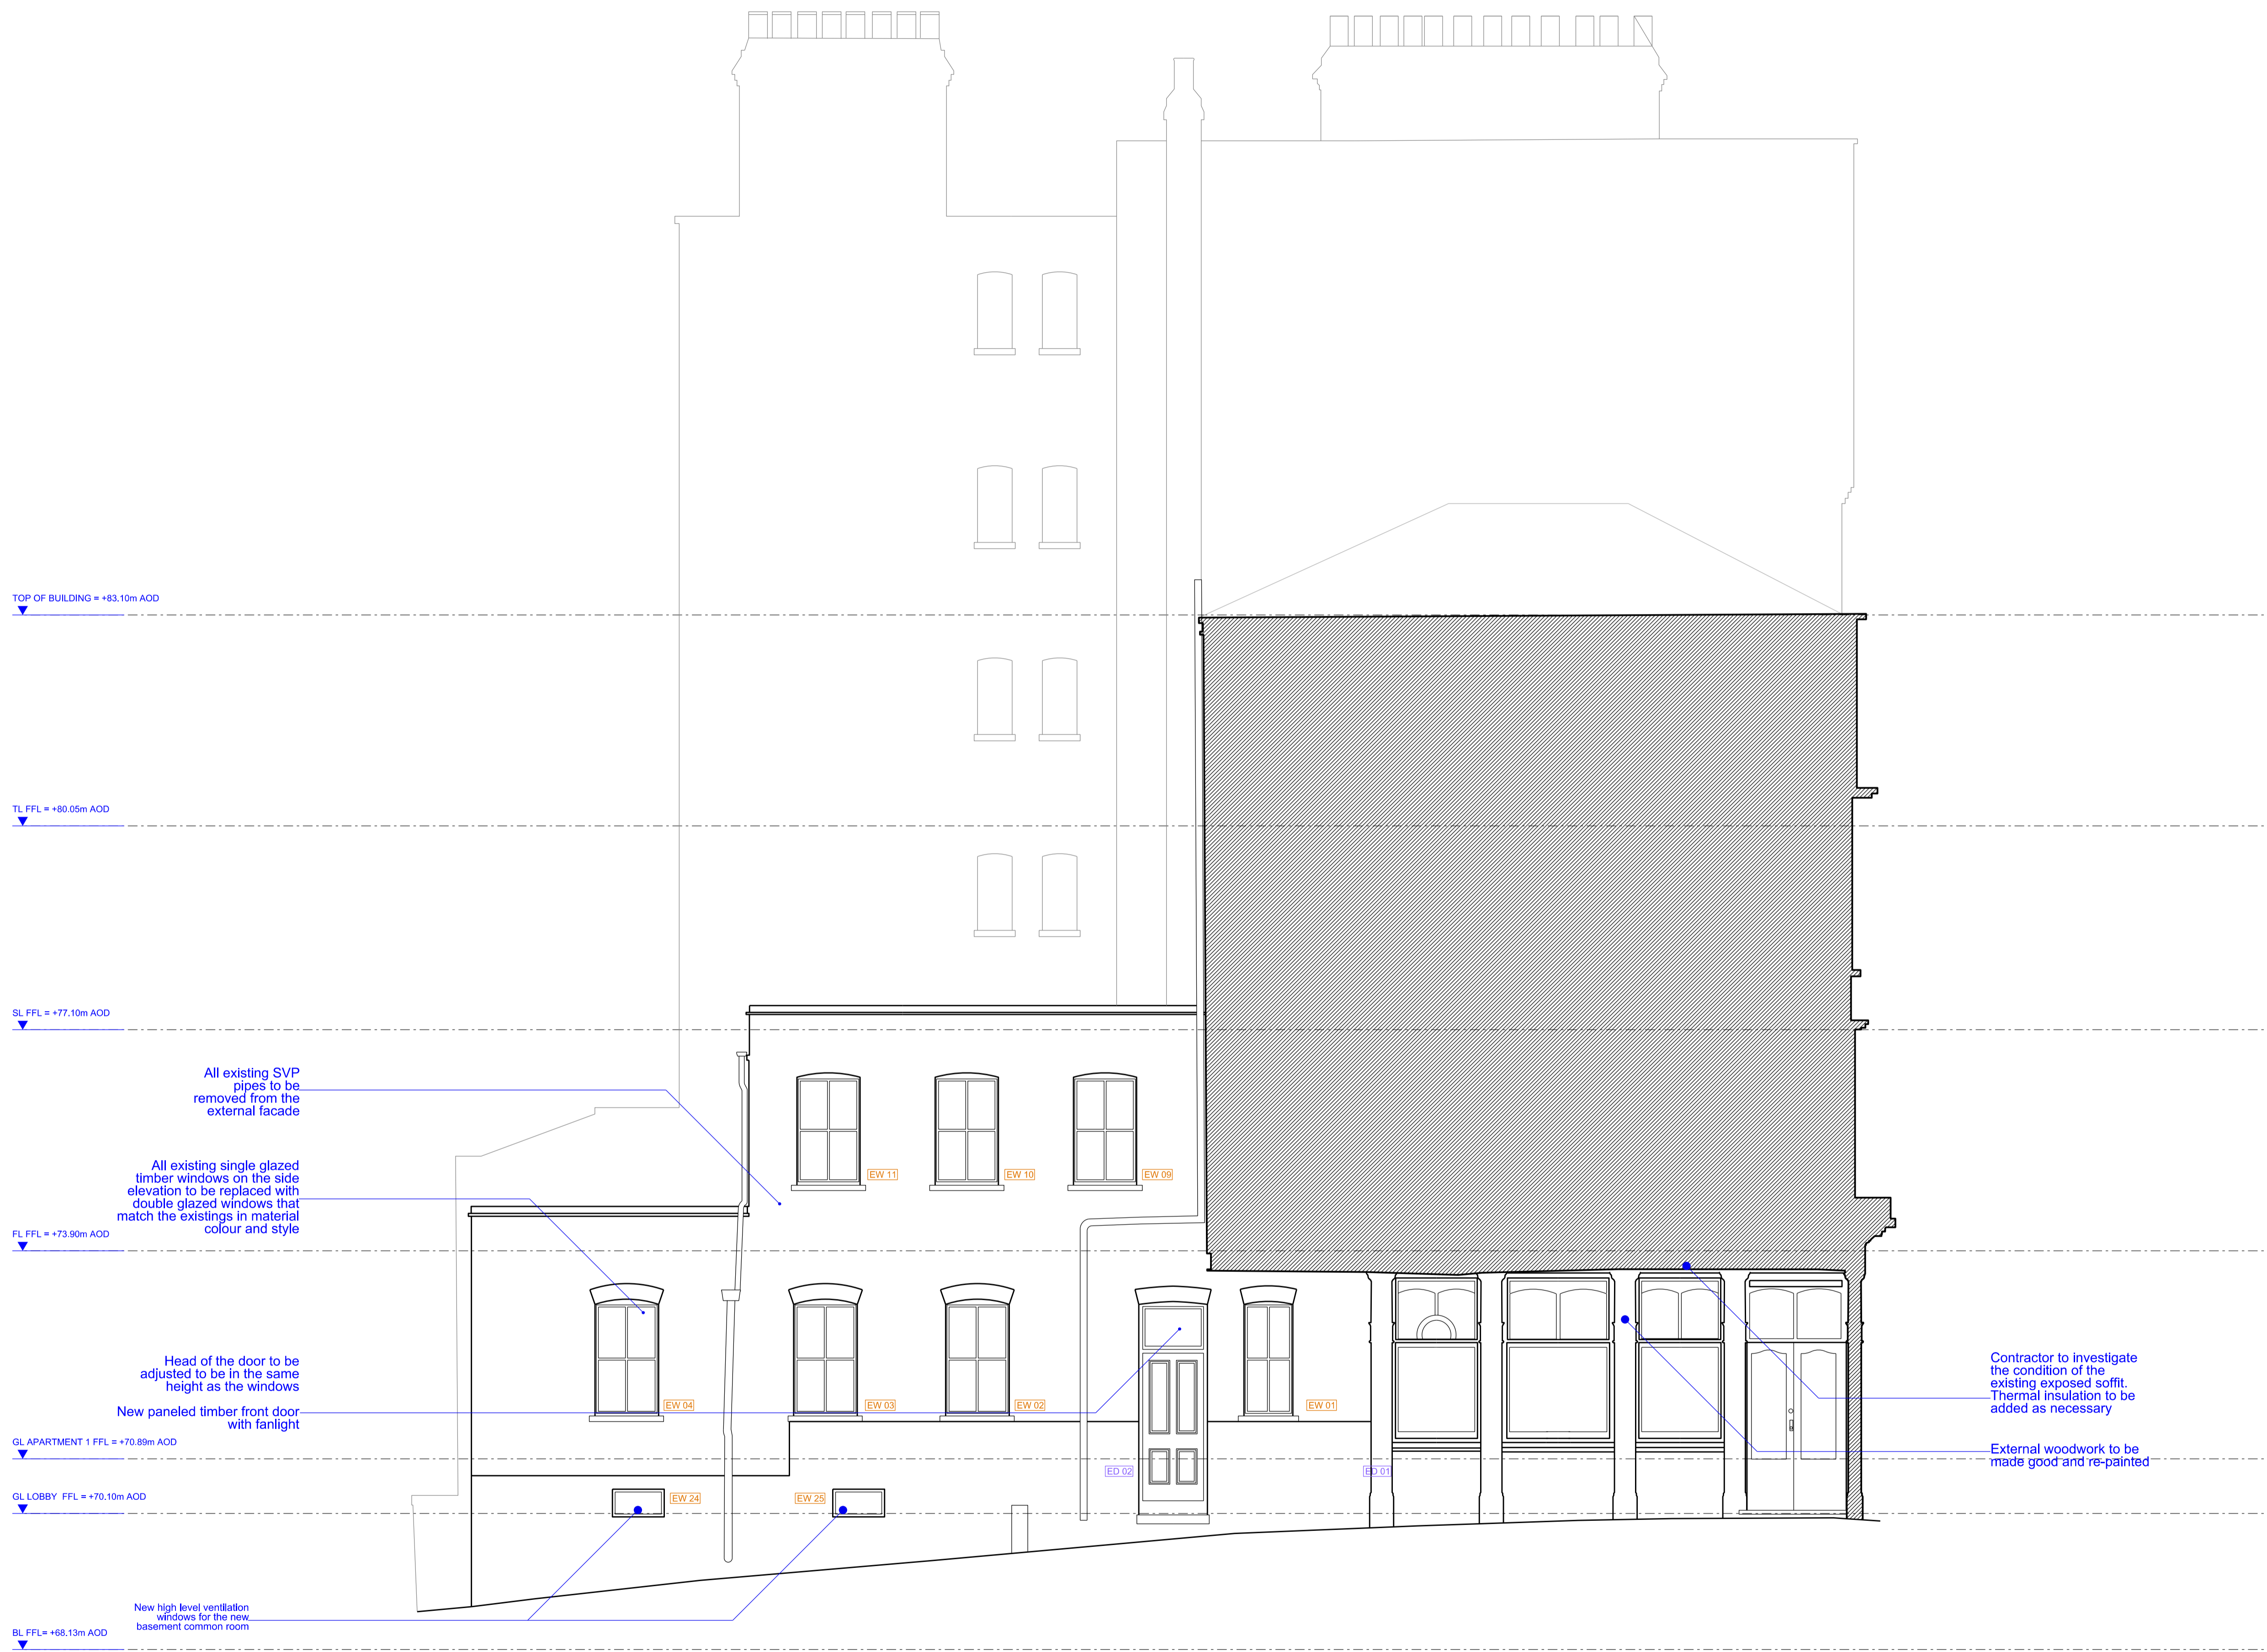 TOP OF BUILDING = +83.10m AOD
TL FFL = +80.05m AOD
SL FFL = +77.10m AOD
All existing SVP
pipes to be
removed from the
external facade
All existing single glazed
timber windows on the side
elevation to be replaced with
double glazed windows that
match the existings in material
colour and style
EW 11
EW 10
EW 09
FL FFL = +73.90m AOD
Head of the door to be
adjusted to be in the same
height as the windows
New paneled timber front door
with fanlight
EW 04
EW 03
EW 02
EW 01
Contractor to investigate
the condition of the
existing exposed soffit.
Thermal insulation to be
added as necessary
External woodwork to be
made good and re-painted
GL APARTMENT 1 FFL = +70.89m AOD
ED 02
ED 01
GL LOBBY FFL = +70.10m AOD
EW 24
EW 25
New high level ventilation
windows for the new
basement common room
BL FFL= +68.13m AOD